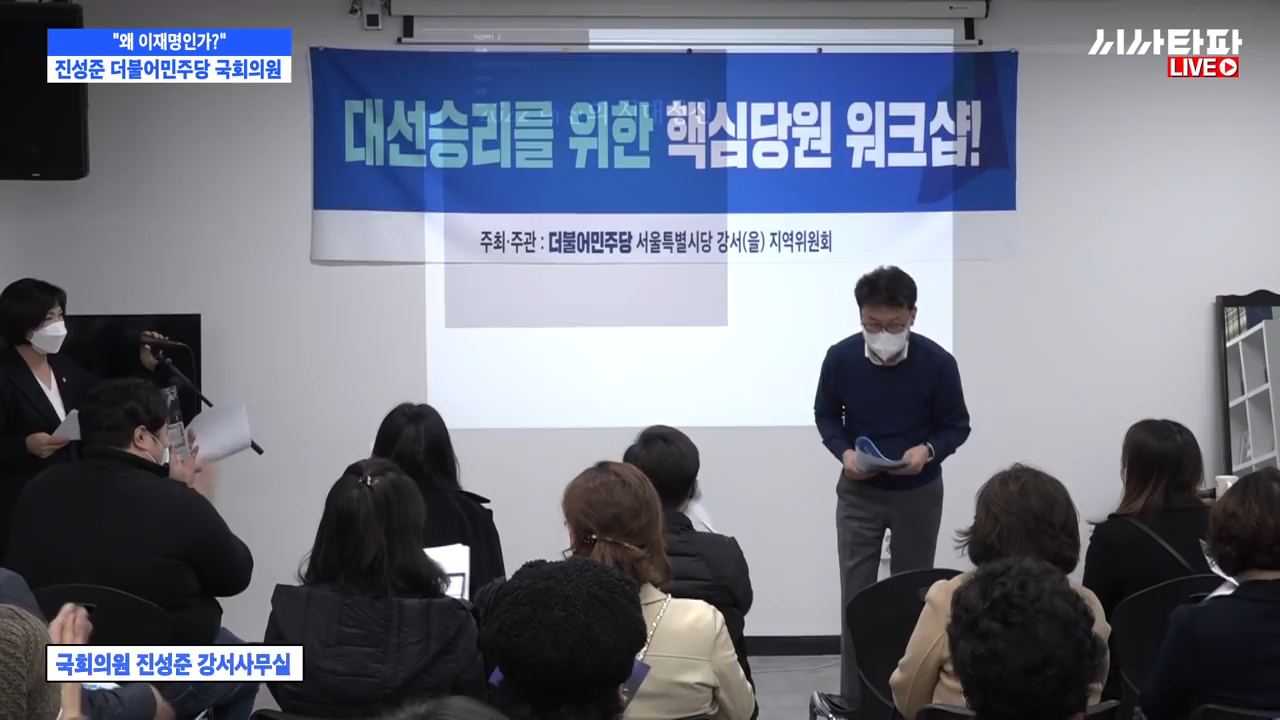 "왜 이재명인가?"
진성준 더불어민주당 국회의원
씨사타파
LIVE
대선승리를 위한 핵심당원 워크샵!
주최·주관 : 더불어민주당 서울특별시당 강서(을) 지역위원회
국회의원 진성준 강서사무실